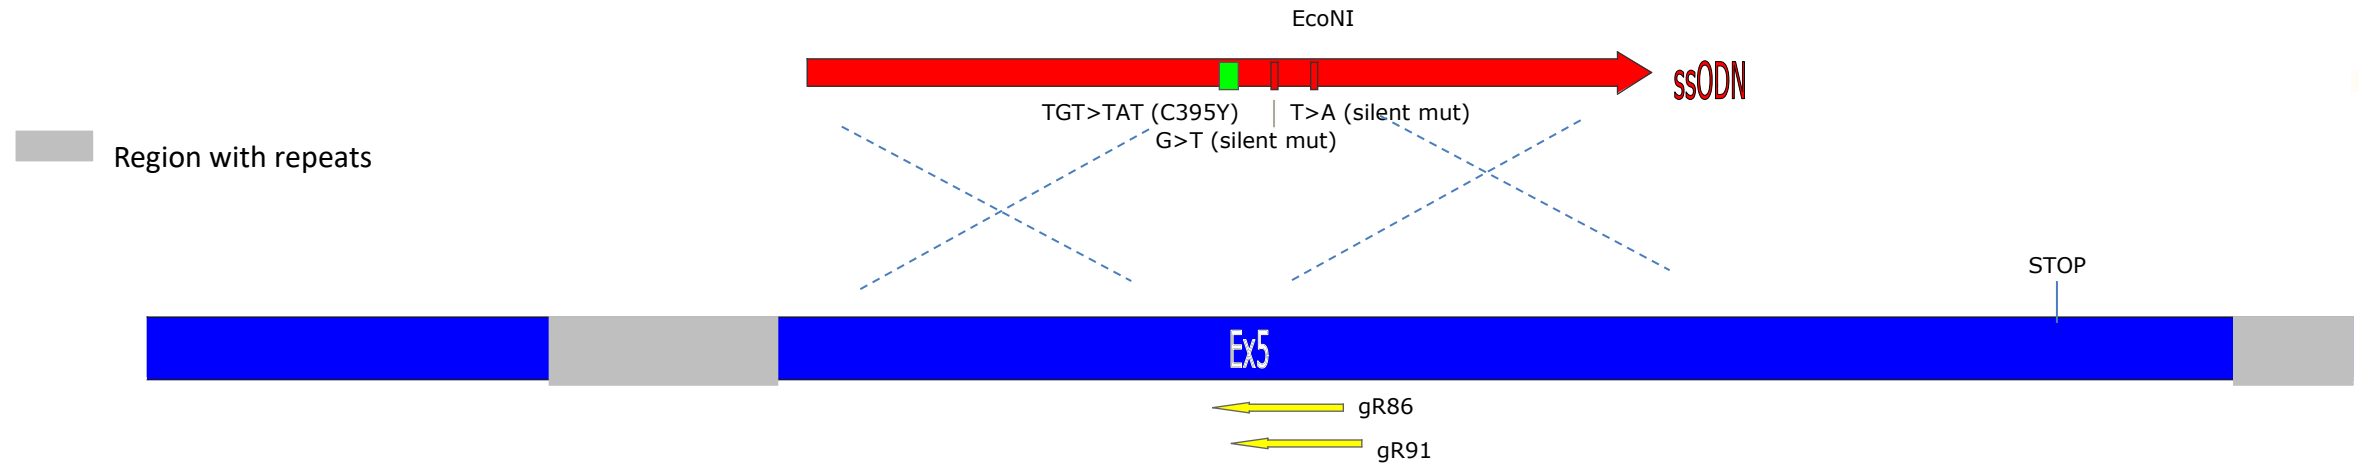 EcoNI
ssODN
TGT>TAT (C395Y)
T>A (silent mut)
G>T (silent mut)
Region with repeats
STOP
Ex5
gR86
gR91